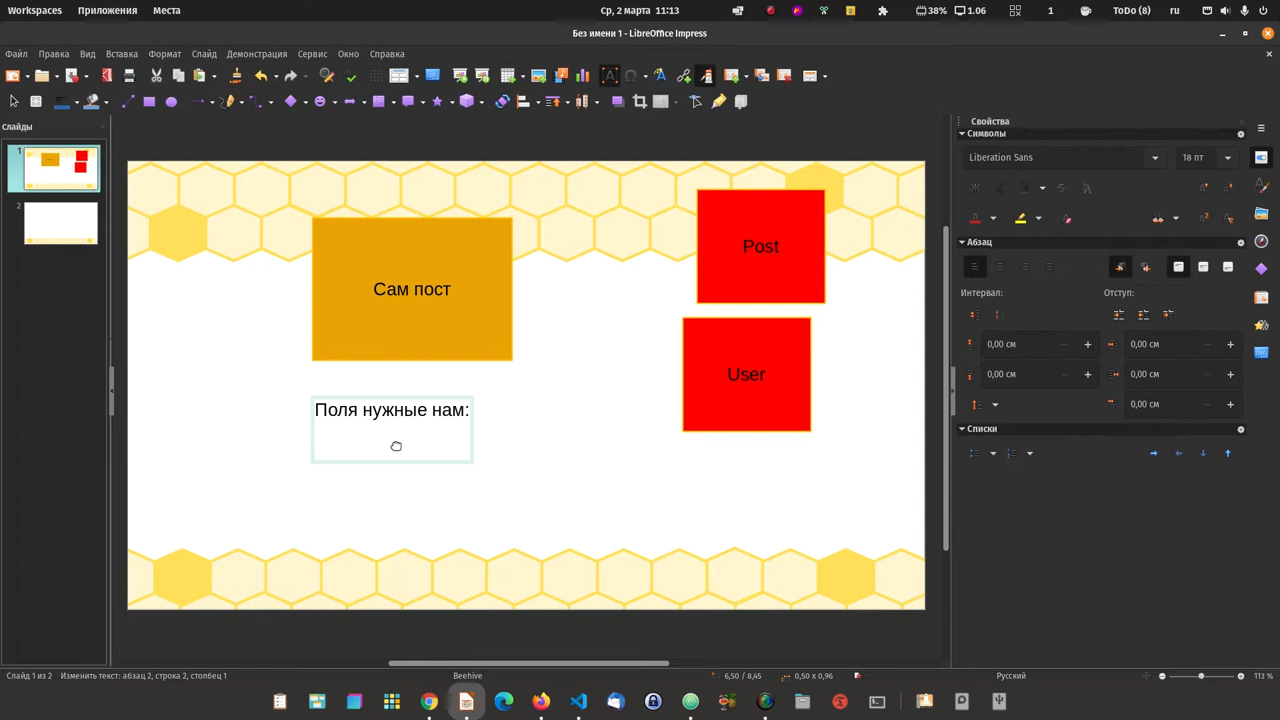 Workspaces Приложения Места Ср, 2 марта 11:13 2 38% 1.06 1 ToDo (8) ru
Без имени 1 - LibreOffice Impress
Файл Правка Вид Вставка Формат Слайд Демонстрация Сервис Окно Справка
Слайды
1
2
Сам пост
Post
User
Поля нужные нам:
Свойства
Символы
Liberation Sans 18 пт
Абзац
Интервал: Отступ:
0,00 см 0,00 см
0,00 см 0,00 см
0,00 см
Списки
Слайд 1 из 2 Изменить текст: абзац 2, строка 2, столбец 1 Beehive 6,50 / 8,45 0,50 x 0,96 Русский 113 %